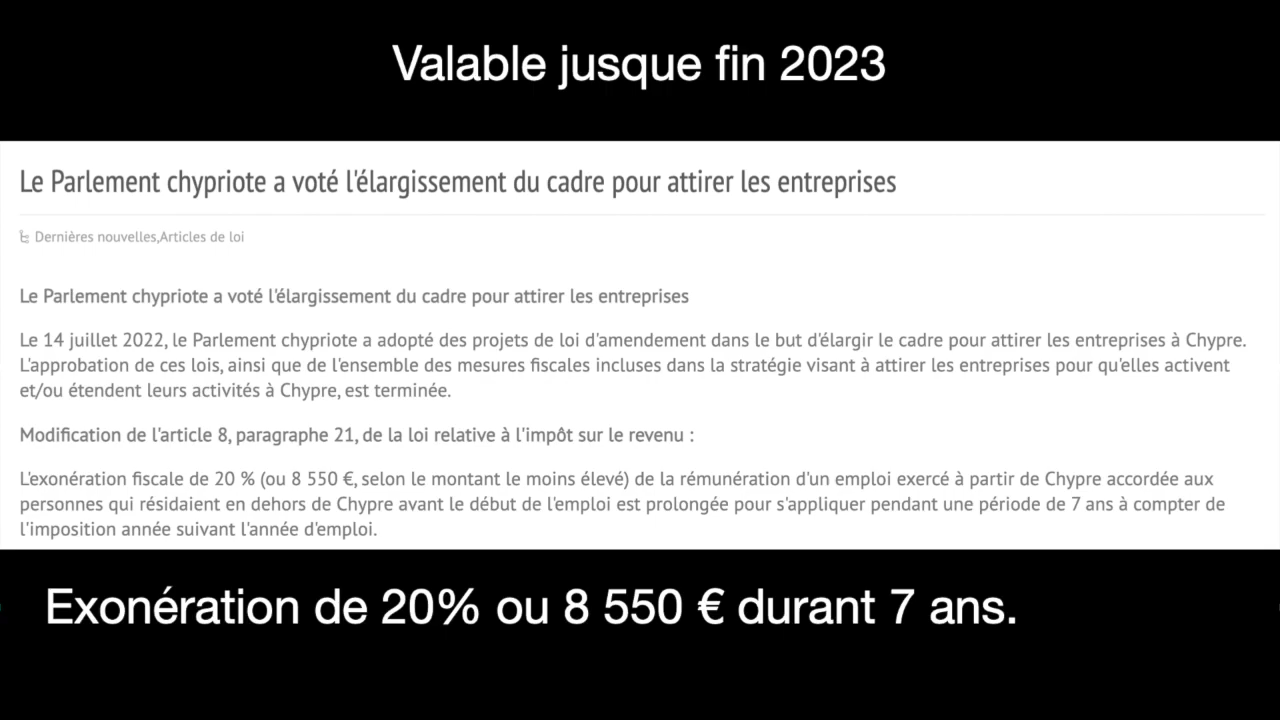 Valable jusque fin 2023
Le Parlement chypriote a voté l'élargissement du cadre pour attirer les entreprises
Dernières nouvelles,Articles de loi
Le Parlement chypriote a voté l'élargissement du cadre pour attirer les entreprises
Le 14 juillet 2022, le Parlement chypriote a adopté des projets de loi d'amendement dans le but d'élargir le cadre pour attirer les entreprises à Chypre.
L'approbation de ces lois, ainsi que de l'ensemble des mesures fiscales incluses dans la stratégie visant à attirer les entreprises pour qu'elles activent
et/ou étendent leurs activités à Chypre, est terminée.
Modification de l'article 8, paragraphe 21, de la loi relative à l'impôt sur le revenu :
L'exonération fiscale de 20 % (ou 8 550 €, selon le montant le moins élevé) de la rémunération d'un emploi exercé à partir de Chypre accordée aux
personnes qui résidaient en dehors de Chypre avant le début de l'emploi est prolongée pour s'appliquer pendant une période de 7 ans à compter de
l'imposition année suivant l'année d'emploi.
Exonération de 20% ou 8 550 € durant 7 ans.